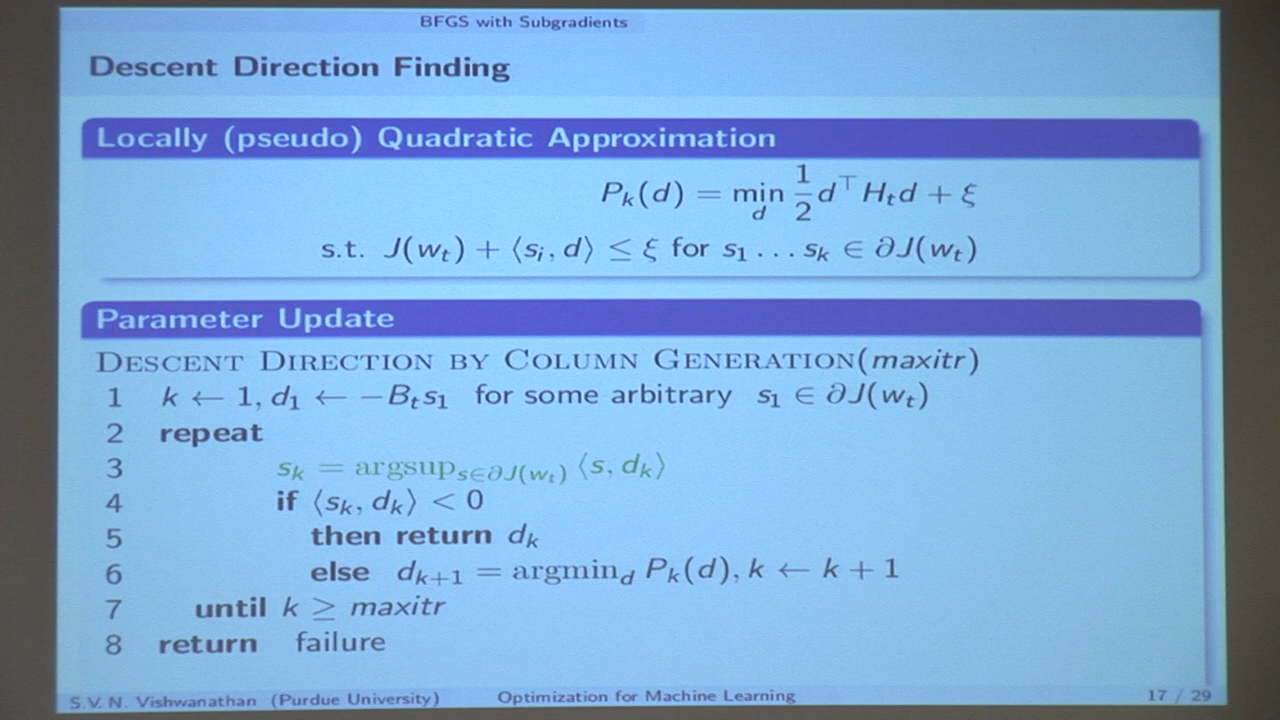 BFGS with Subgradients
Descent Direction Finding
Locally (pseudo) Quadratic Approximation
P_k(d) = min_d 1/2 d^⊤ H_t d + ξ
s.t. J(w_t) + ⟨s_i, d⟩ ≤ ξ for s_1 … s_k ∈ ∂J(w_t)
Parameter Update
DESCENT DIRECTION BY COLUMN GENERATION(maxitr)
1 k ← 1, d_1 ← −B_t s_1 for some arbitrary s_1 ∈ ∂J(w_t)
2 repeat
3 s_k = argsup_{s∈∂J(w_t)} ⟨s, d_k⟩
4 if ⟨s_k, d_k⟩ < 0
5 then return d_k
6 else d_{k+1} = argmin_d P_k(d), k ← k + 1
7 until k ≥ maxitr
8 return failure
S.V. N. Vishwanathan (Purdue University) Optimization for Machine Learning 17 / 29